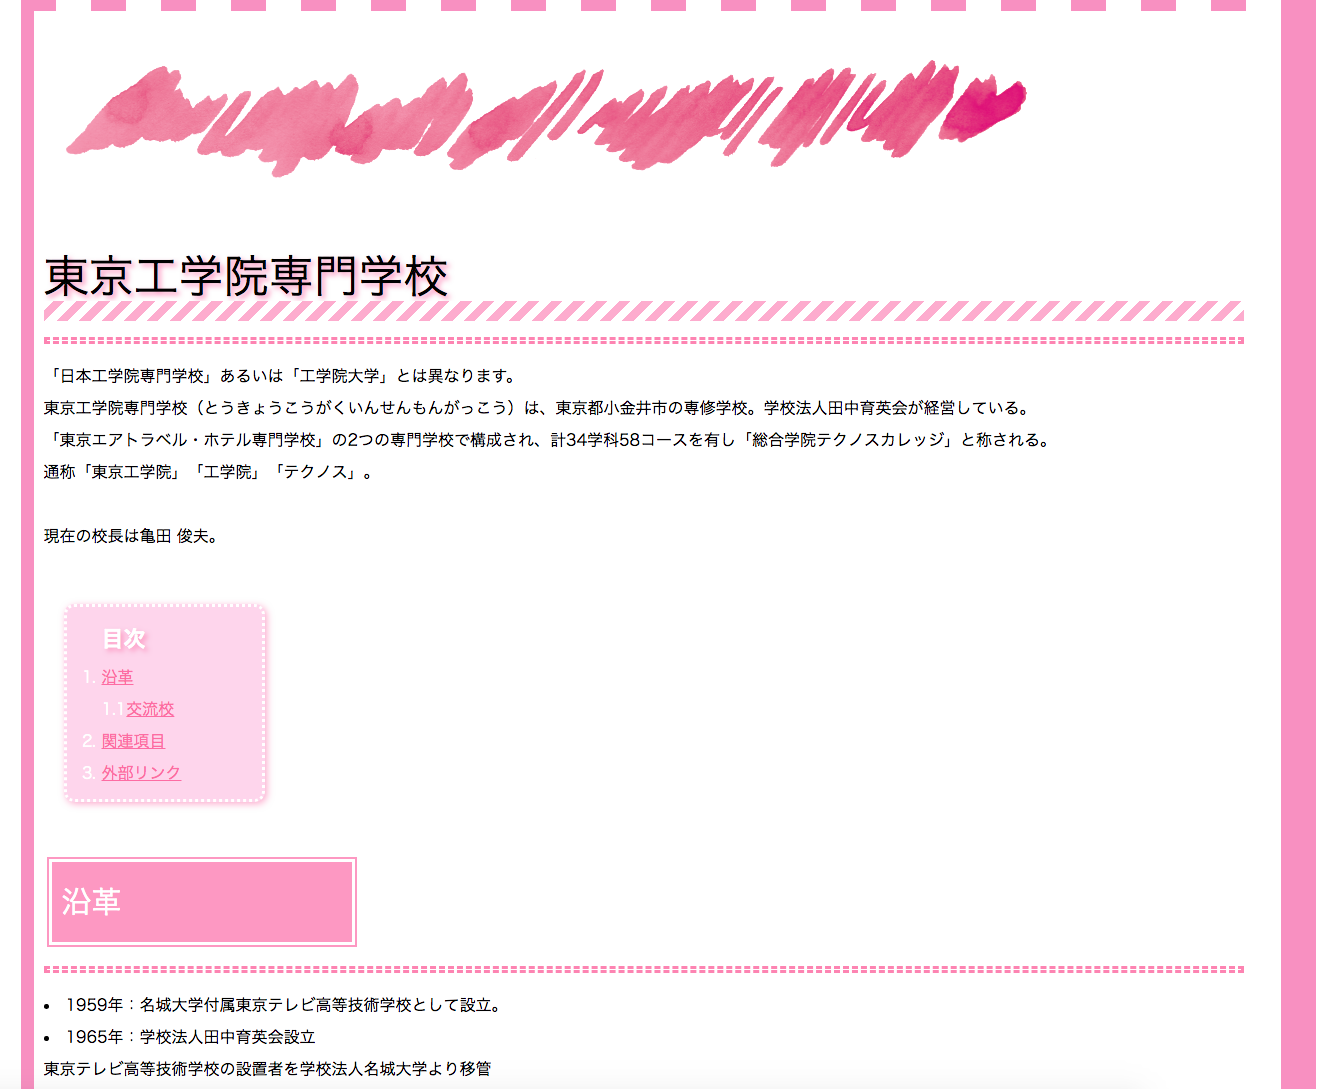 東京工学院専門学校
「日本工学院専門学校」あるいは「工学院大学」とは異なります。
東京工学院専門学校（とうきょうこうがくいんせんもんがっこう）は、東京都小金井市の専修学校。学校法人田中育英会が経営している。
「東京エアトラベル・ホテル専門学校」の2つの専門学校で構成され、計34学科58コースを有し「総合学院テクノスカレッジ」と称される。
通称「東京工学院」「工学院」「テクノス」。
現在の校長は亀田 俊夫。
目次
1. 沿革
1.1交流校
2. 関連項目
3. 外部リンク
沿革
• 1959年：名城大学付属東京テレビ高等技術学校として設立。
• 1965年：学校法人田中育英会設立
東京テレビ高等技術学校の設置者を学校法人名城大学より移管